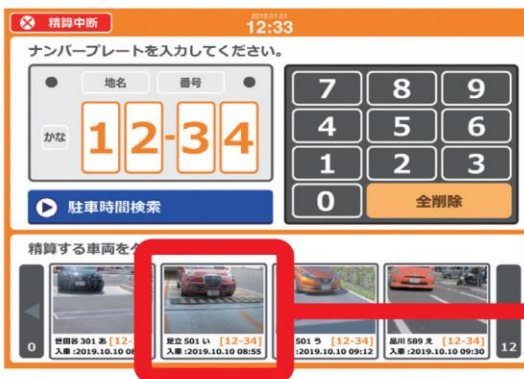 精算中断
2019.01.01
12:33
ナンバープレートを入力してください。
地名 番号
かな
12-34
7 8 9
4 5 6
1 2 3
0 全削除
駐車時間検索
精算する車両を
0
世田谷 301 あ [12-
入車 :2019.10.10 08
足立 501 い [12-34]
入車 :2019.10.10 08:55
501 う [12-34]
:2019.10.10 09:12
品川 589 え [12-34]
入車 :2019.10.10 09:30
12